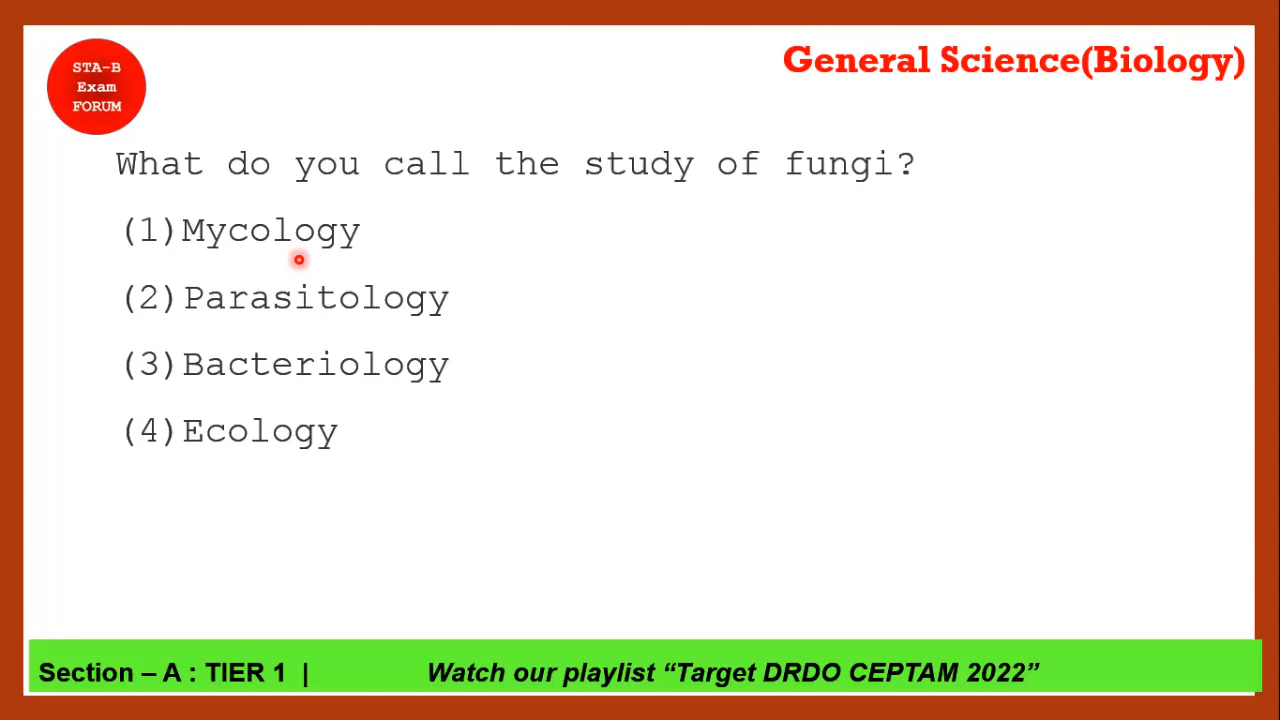 STA-B
Exam
FORUM
General Science(Biology)
What do you call the study of fungi?
(1)Mycology
(2)Parasitology
(3)Bacteriology
(4)Ecology
Section – A : TIER 1 | Watch our playlist “Target DRDO CEPTAM 2022”